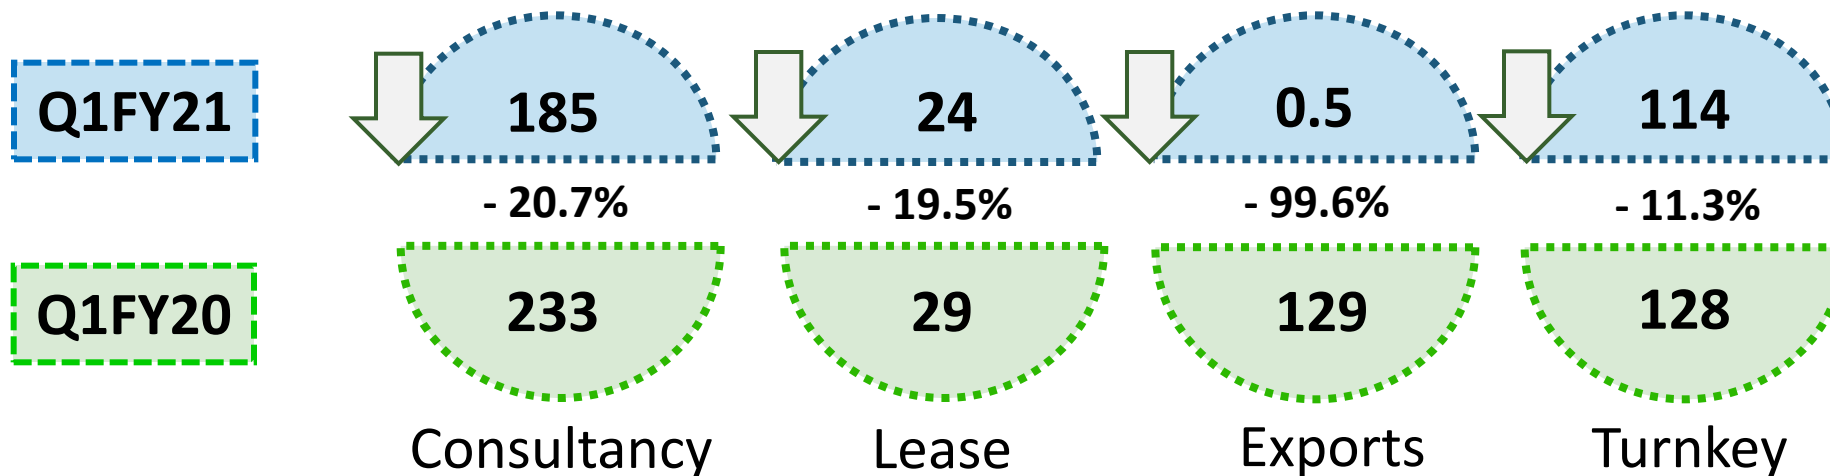 Q1FY21 185 24 0.5 114
- 20.7% - 19.5% - 99.6% - 11.3%
Q1FY20 233 29 129 128
Consultancy Lease Exports Turnkey